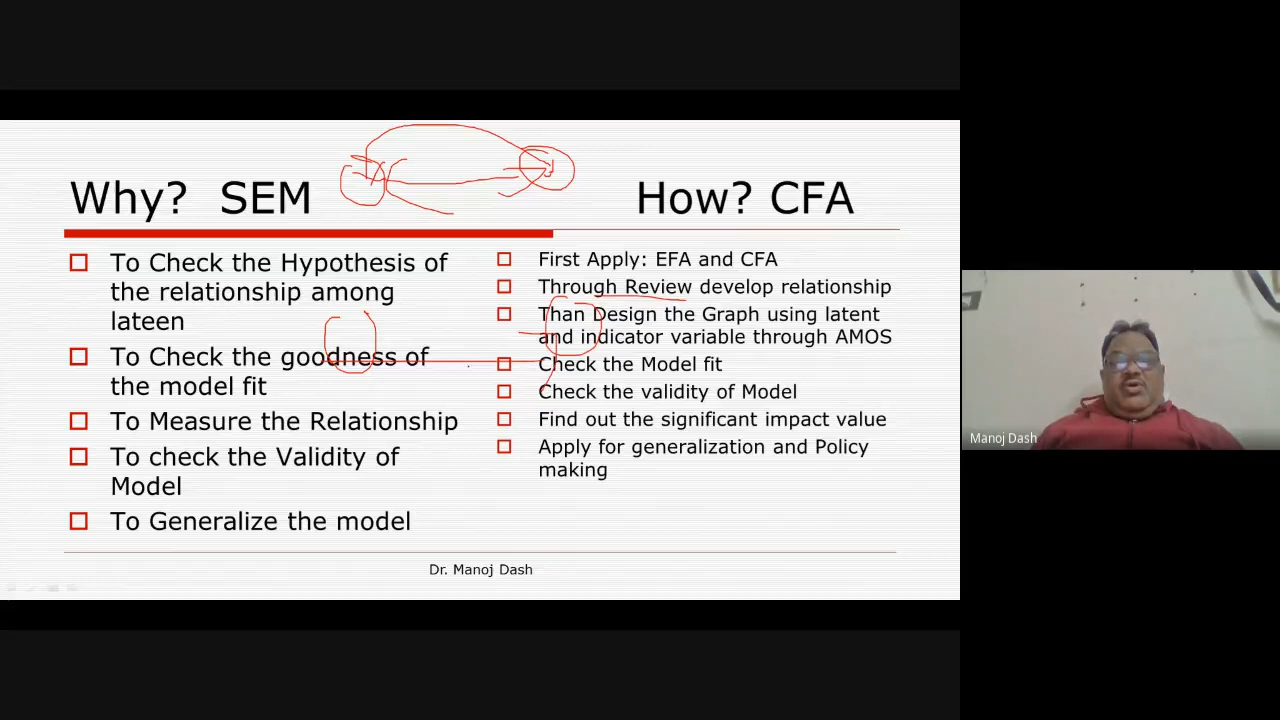 Why? SEM
How? CFA
To Check the Hypothesis of
the relationship among
lateen
To Check the goodness of
the model fit
To Measure the Relationship
To check the Validity of
Model
To Generalize the model
First Apply: EFA and CFA
Through Review develop relationship
Than Design the Graph using latent
and indicator variable through AMOS
Check the Model fit
Check the validity of Model
Find out the significant impact value
Apply for generalization and Policy
making
Dr. Manoj Dash
Manoj Dash